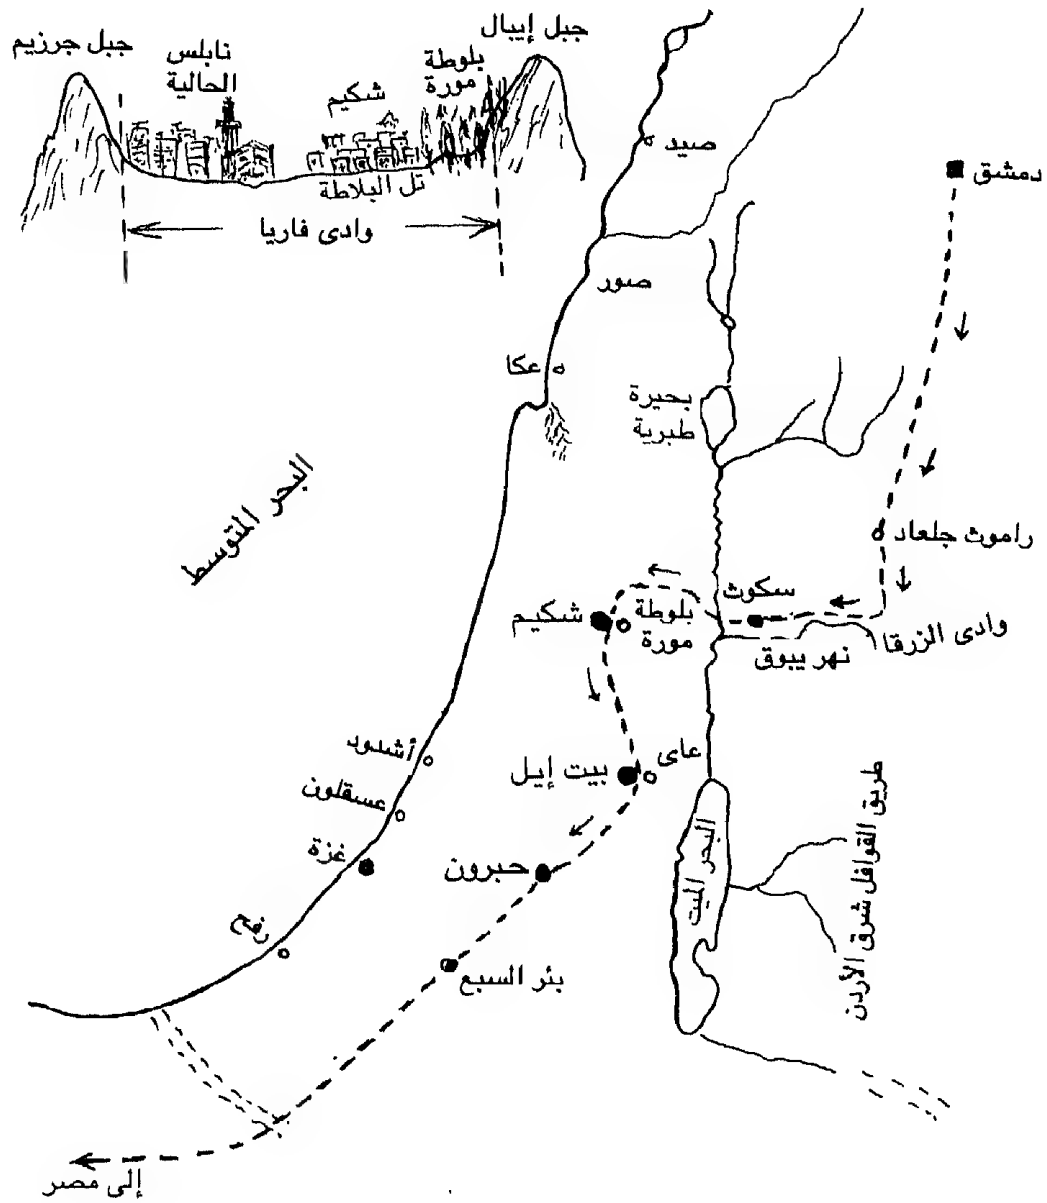 جبل إيبال
جبل جرزيم
نابلس
الحالية
بلوطة
مورة
شكيم
تل البلاطة
وادى فاريا
صيد
دمشق
صور
عكا
بحيرة
طبرية
البحر المتوسط
راموث جلعاد
سكوث
بلوطة
مورة
شكيم
وادى الزرقا
نهر يبوق
أشدود
عاى
بيت إيل
عسقلون
طريق القوافل شرق الأردن
البحر الميت
غزة
حبرون
رفح
بئر السبع
إلى مصر